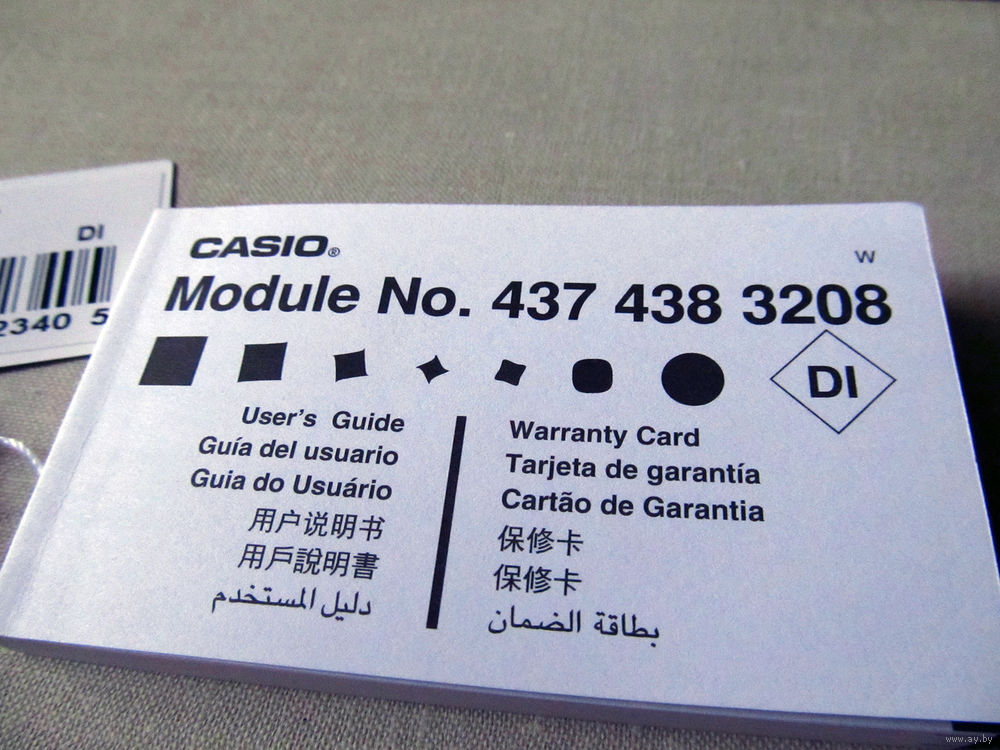 DI
2340 5
CASIO®
W
Module No. 437 438 3208
DI
User's Guide
Guía del usuario
Guia do Usuário
用户说明书
用戶說明書
دليل المستخدم
Warranty Card
Tarjeta de garantía
Cartão de Garantia
保修卡
保修卡
بطاقة الضمان
www.ay.by